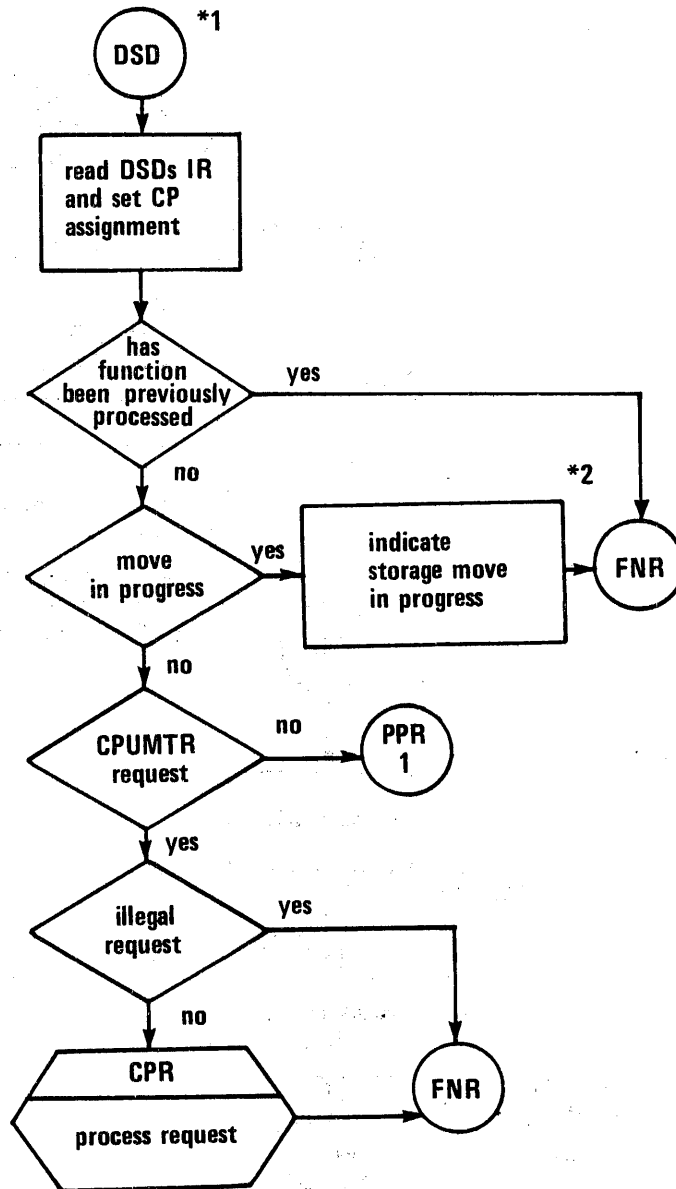 *1
DSD
read DSDs IR
and set CP
assignment
has
function
been previously
processed
yes
no
*2
move
in progress
yes
indicate
storage move
in progress
FNR
no
CPUMTR
request
no
PPR
1
yes
illegal
request
yes
no
CPR
process request
FNR